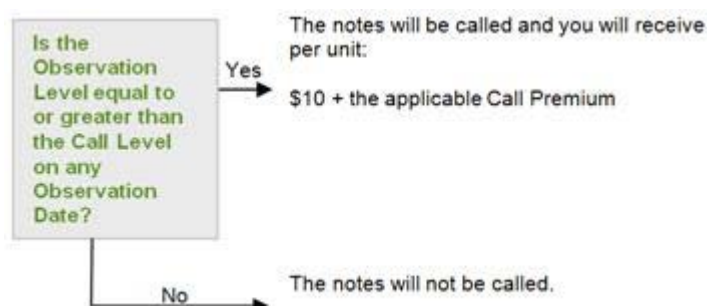 Is the
Observation
Level equal to
or greater than
the Call Level
on any
Observation
Date?
Yes
The notes will be called and you will receive
per unit:
$10 + the applicable Call Premium
No
The notes will not be called.